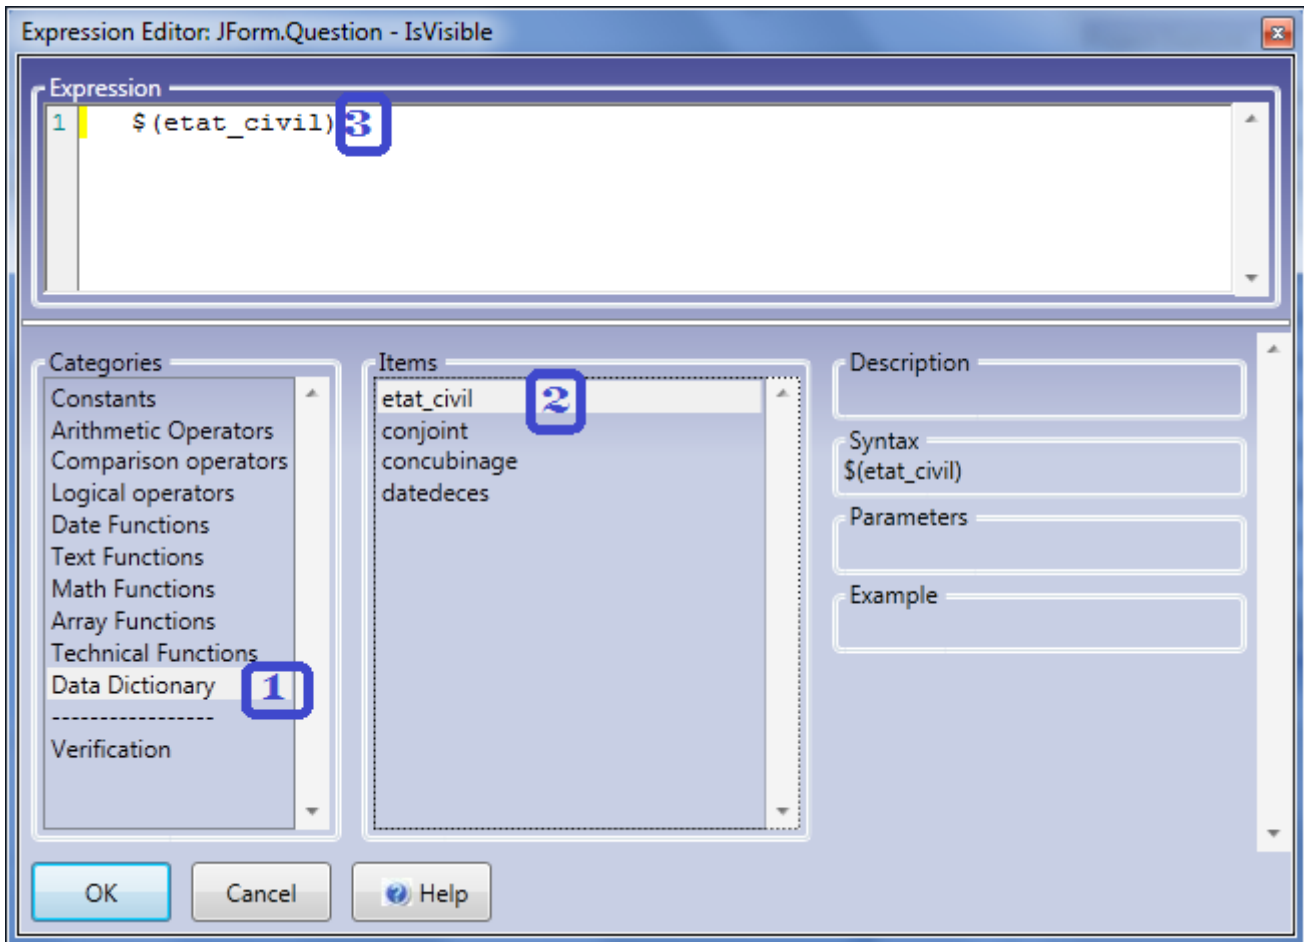 Expression Editor: JForm.Question - IsVisible
Expression
1 $(etat_civil) 3
Categories
Constants
Arithmetic Operators
Comparison operators
Logical operators
Date Functions
Text Functions
Math Functions
Array Functions
Technical Functions
Data Dictionary 1
-----------------
Verification
Items
etat_civil 2
conjoint
concubinage
datedeces
Description
Syntax
$(etat_civil)
Parameters
Example
OK Cancel Help